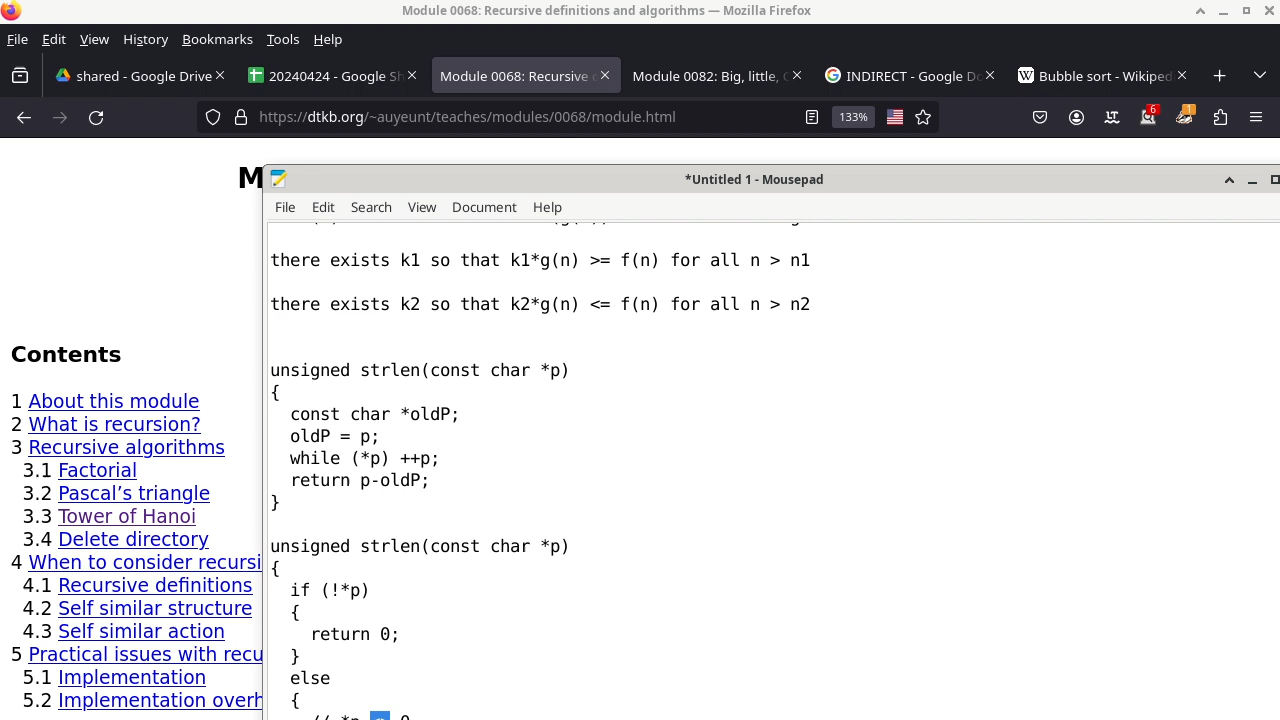 Module 0068: Recursive definitions and algorithms — Mozilla Firefox
File Edit View History Bookmarks Tools Help
shared - Google Drive
20240424 - Google Sh
Module 0068: Recursive
Module 0082: Big, little,
INDIRECT - Google Do
Bubble sort - Wikiped
https://dtkb.org/~auyeunt/teaches/modules/0068/module.html
133%
6
1
M
Contents
1 About this module
2 What is recursion?
3 Recursive algorithms
3.1 Factorial
3.2 Pascal’s triangle
3.3 Tower of Hanoi
3.4 Delete directory
4 When to consider recursi
4.1 Recursive definitions
4.2 Self similar structure
4.3 Self similar action
5 Practical issues with recu
5.1 Implementation
5.2 Implementation overh
*Untitled 1 - Mousepad
File Edit Search View Document Help
there exists k1 so that k1*g(n) >= f(n) for all n > n1
there exists k2 so that k2*g(n) <= f(n) for all n > n2
unsigned strlen(const char *p)
{
const char *oldP;
oldP = p;
while (*p) ++p;
return p-oldP;
}
unsigned strlen(const char *p)
{
if (!*p)
{
return 0;
}
else
{